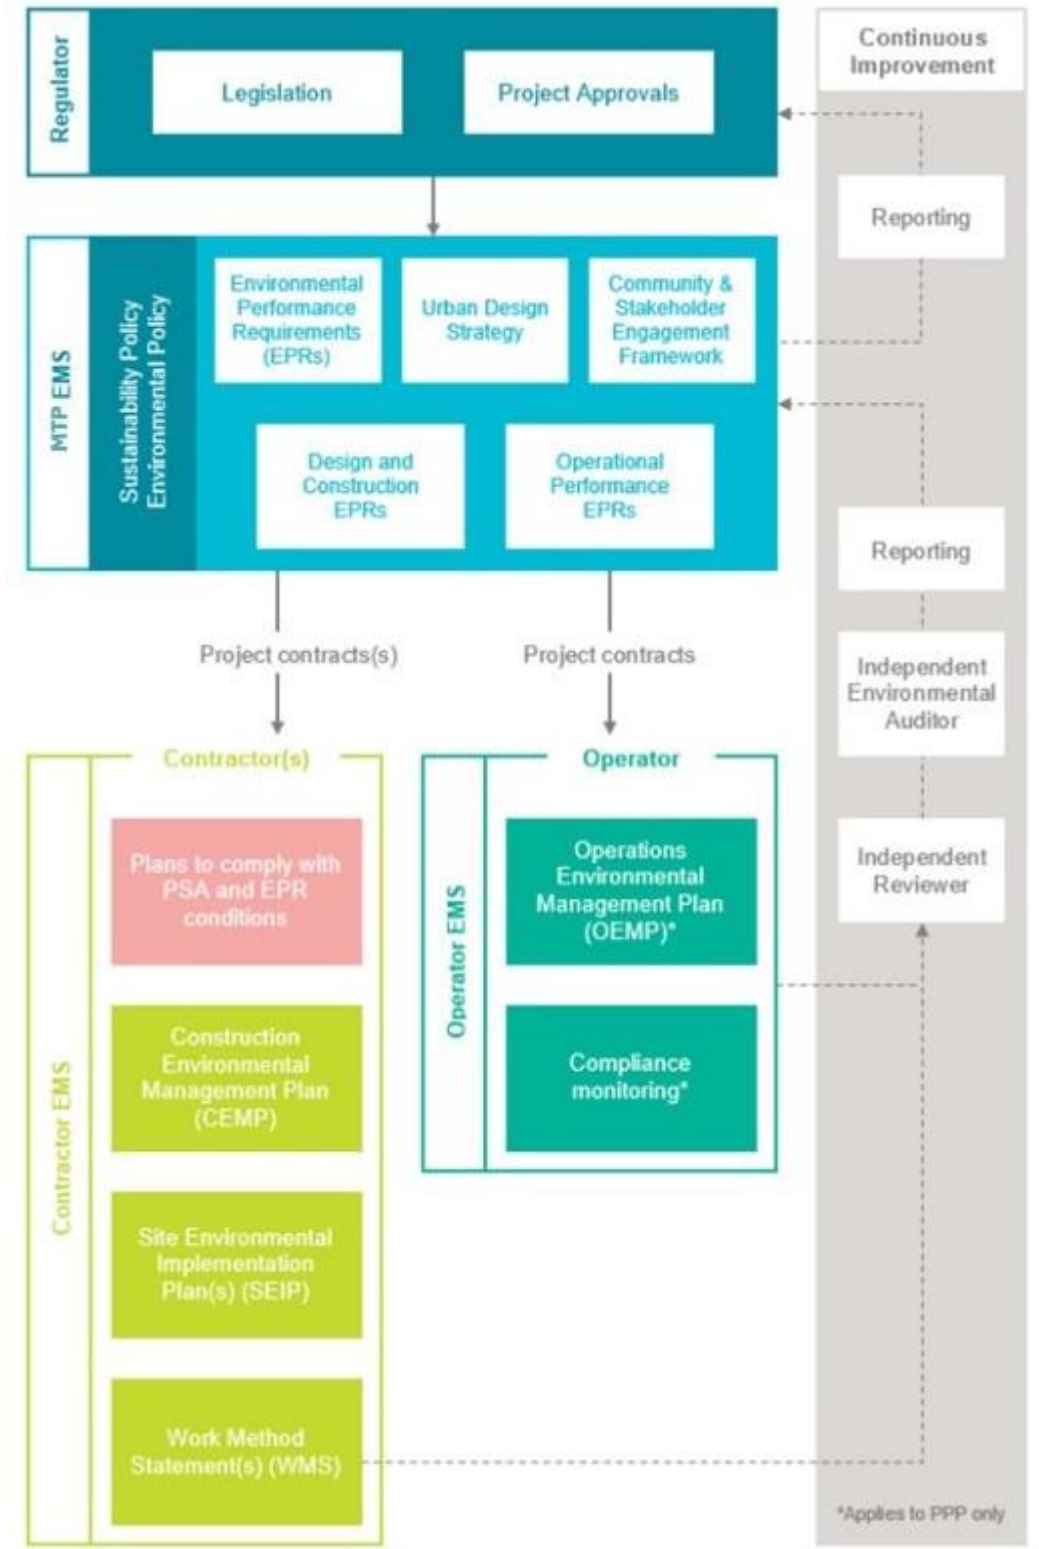 Regulator
Legislation
Project Approvals
Continuous
Improvement
Reporting
MTP EMS
Sustainability Policy
Environmental Policy
Environmental
Performance
Requirements
(EPRs)
Urban Design
Strategy
Community &
Stakeholder
Engagement
Framework
Design and
Construction
EPRs
Operational
Performance
EPRs
Reporting
Independent
Environmental
Auditor
Independent
Reviewer
Project contracts(s)
Project contracts
Contractor(s)
Contractor EMS
Plans to comply with
PSA and EPR
conditions
Construction
Environmental
Management Plan
(CEMP)
Site Environmental
Implementation
Plan(s) (SEIP)
Work Method
Statement(s) (WMS)
Operator
Operator EMS
Operations
Environmental
Management Plan
(OEMP)*
Compliance
monitoring*
*Applies to PPP only